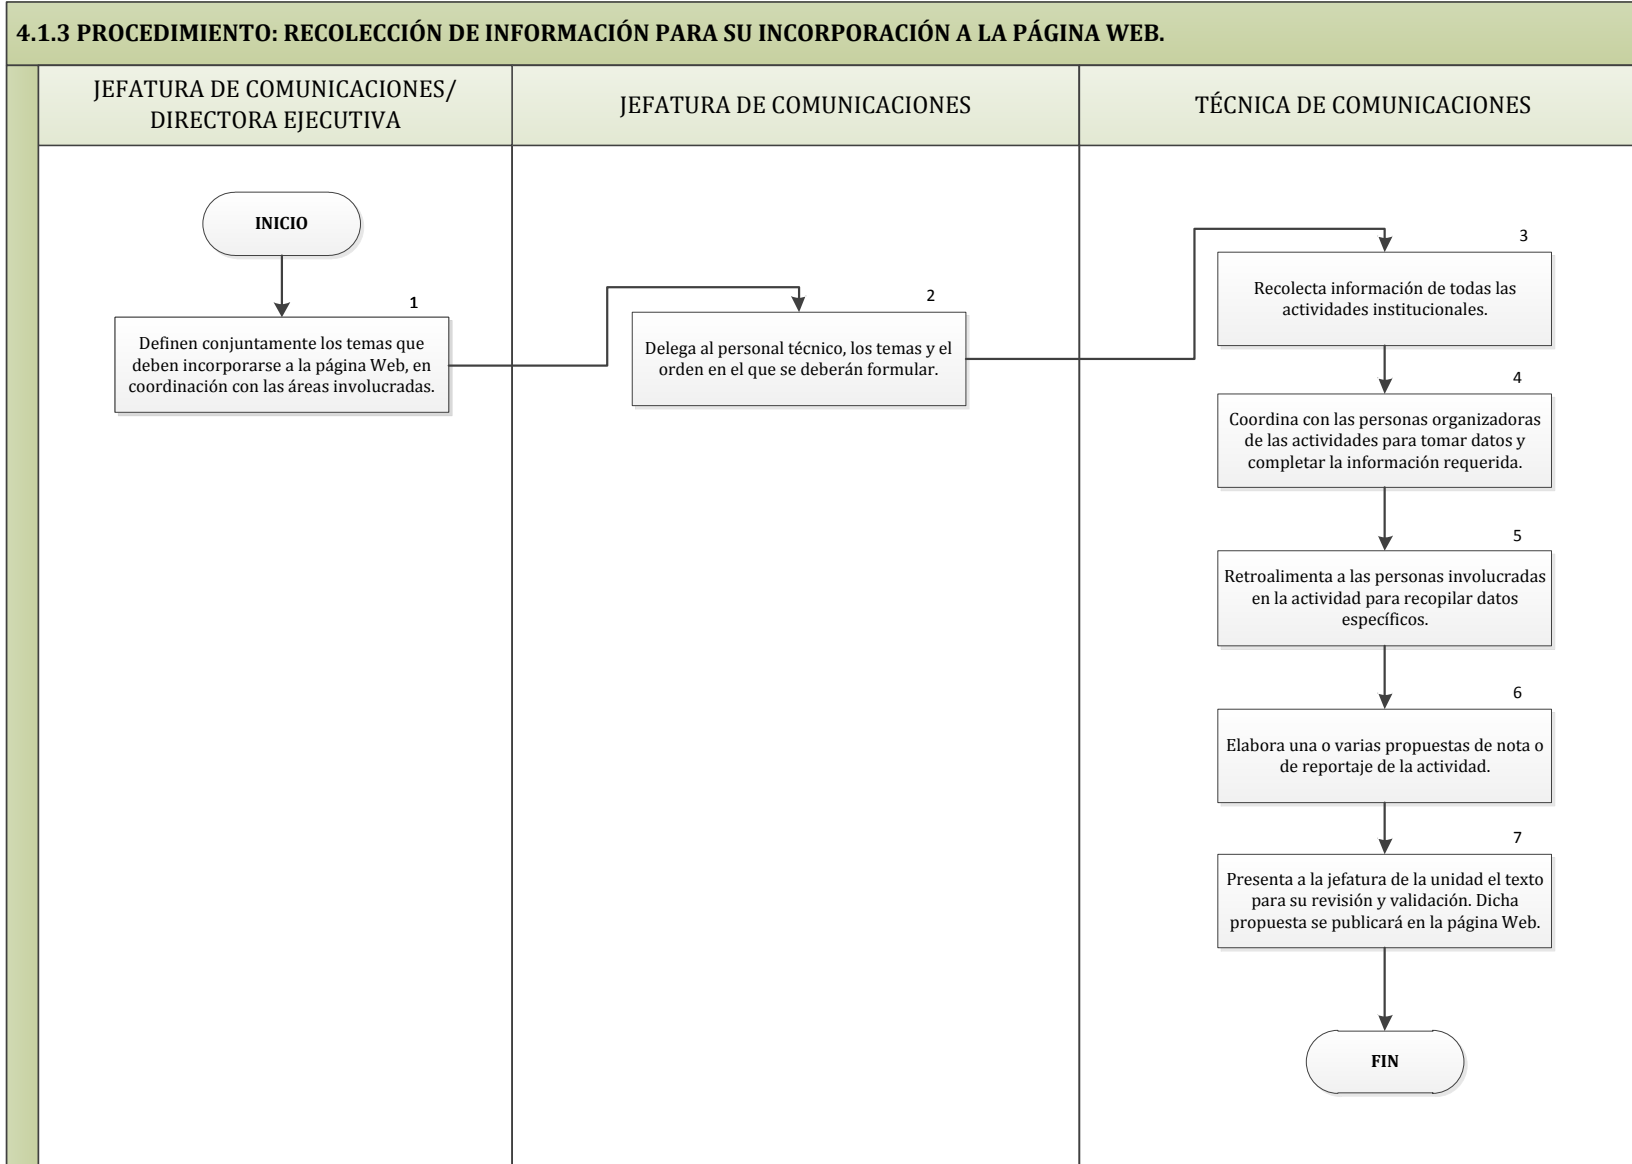 4.1.3 PROCEDIMIENTO: RECOLECCIÓN DE INFORMACIÓN PARA SU INCORPORACIÓN A LA PÁGINA WEB.
JEFATURA DE COMUNICACIONES/
DIRECTORA EJECUTIVA
JEFATURA DE COMUNICACIONES
TÉCNICA DE COMUNICACIONES
INICIO
1
Definen conjuntamente los temas que
deben incorporarse a la página Web, en
coordinación con las áreas involucradas.
2
Delega al personal técnico, los temas y el
orden en el que se deberán formular.
3
Recolecta información de todas las
actividades institucionales.
4
Coordina con las personas organizadoras
de las actividades para tomar datos y
completar la información requerida.
5
Retroalimenta a las personas involucradas
en la actividad para recopilar datos
específicos.
6
Elabora una o varias propuestas de nota o
de reportaje de la actividad.
7
Presenta a la jefatura de la unidad el texto
para su revisión y validación. Dicha
propuesta se publicará en la página Web.
FIN